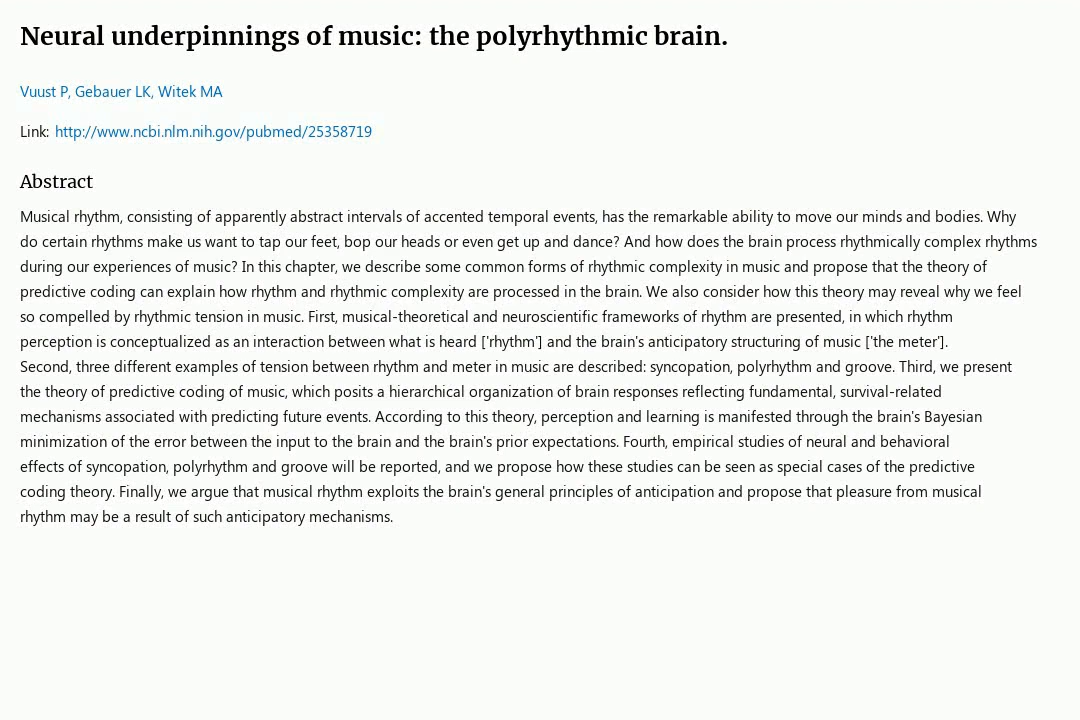 Neural underpinnings of music: the polyrhythmic brain.
Vuust P, Gebauer LK, Witek MA
Link: http://www.ncbi.nlm.nih.gov/pubmed/25358719
Abstract
Musical rhythm, consisting of apparently abstract intervals of accented temporal events, has the remarkable ability to move our minds and bodies. Why
do certain rhythms make us want to tap our feet, bop our heads or even get up and dance? And how does the brain process rhythmically complex rhythms
during our experiences of music? In this chapter, we describe some common forms of rhythmic complexity in music and propose that the theory of
predictive coding can explain how rhythm and rhythmic complexity are processed in the brain. We also consider how this theory may reveal why we feel
so compelled by rhythmic tension in music. First, musical-theoretical and neuroscientific frameworks of rhythm are presented, in which rhythm
perception is conceptualized as an interaction between what is heard ['rhythm'] and the brain's anticipatory structuring of music ['the meter'].
Second, three different examples of tension between rhythm and meter in music are described: syncopation, polyrhythm and groove. Third, we present
the theory of predictive coding of music, which posits a hierarchical organization of brain responses reflecting fundamental, survival-related
mechanisms associated with predicting future events. According to this theory, perception and learning is manifested through the brain's Bayesian
minimization of the error between the input to the brain and the brain's prior expectations. Fourth, empirical studies of neural and behavioral
effects of syncopation, polyrhythm and groove will be reported, and we propose how these studies can be seen as special cases of the predictive
coding theory. Finally, we argue that musical rhythm exploits the brain's general principles of anticipation and propose that pleasure from musical
rhythm may be a result of such anticipatory mechanisms.